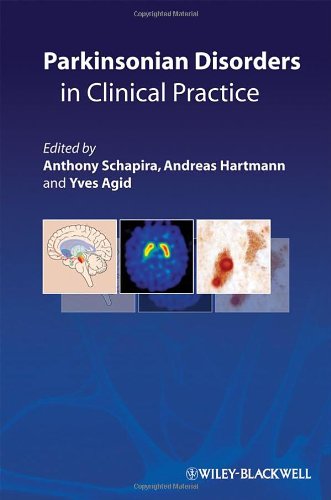 Parkinsonian Disorders
in Clinical Practice
Edited by
Anthony Schapira, Andreas Hartmann
and Yves Agid
WILEY-BLACKWELL